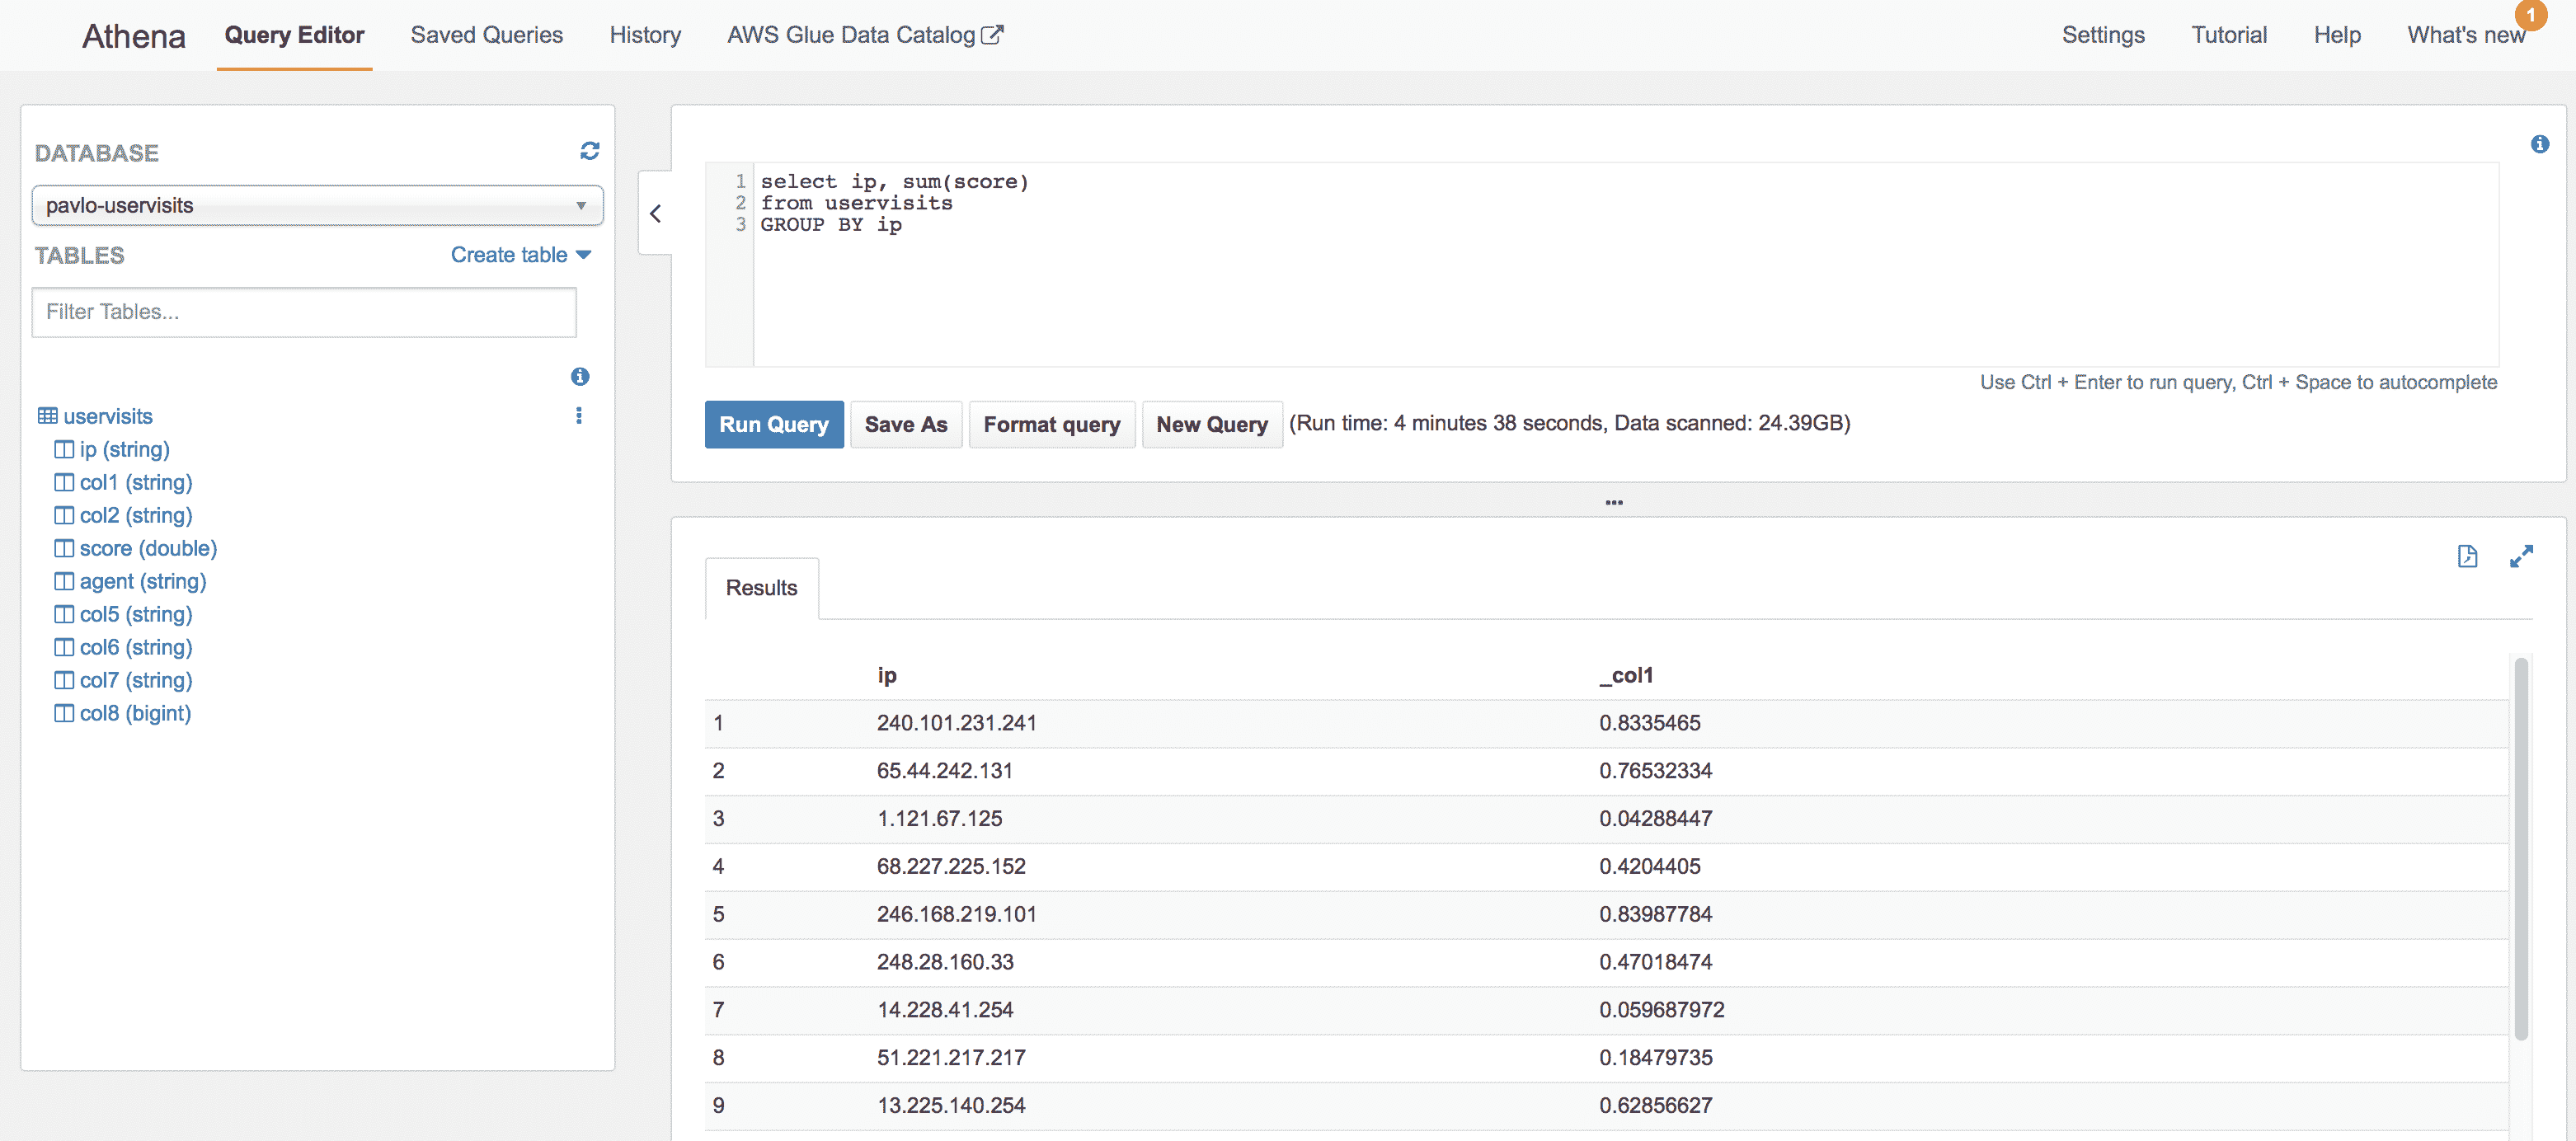 Athena Query Editor Saved Queries History AWS Glue Data Catalog Settings Tutorial Help What's new 1
DATABASE
pavlo-uservisits
TABLES Create table
Filter Tables...
uservisits
ip (string)
col1 (string)
col2 (string)
score (double)
agent (string)
col5 (string)
col6 (string)
col7 (string)
col8 (bigint)
1 select ip, sum(score)
2 from uservisits
3 GROUP BY ip
Use Ctrl + Enter to run query, Ctrl + Space to autocomplete
Run Query Save As Format query New Query (Run time: 4 minutes 38 seconds, Data scanned: 24.39GB)
Results
ip _col1
1 240.101.231.241 0.8335465
2 65.44.242.131 0.76532334
3 1.121.67.125 0.04288447
4 68.227.225.152 0.4204405
5 246.168.219.101 0.83987784
6 248.28.160.33 0.47018474
7 14.228.41.254 0.059687972
8 51.221.217.217 0.18479735
9 13.225.140.254 0.62856627